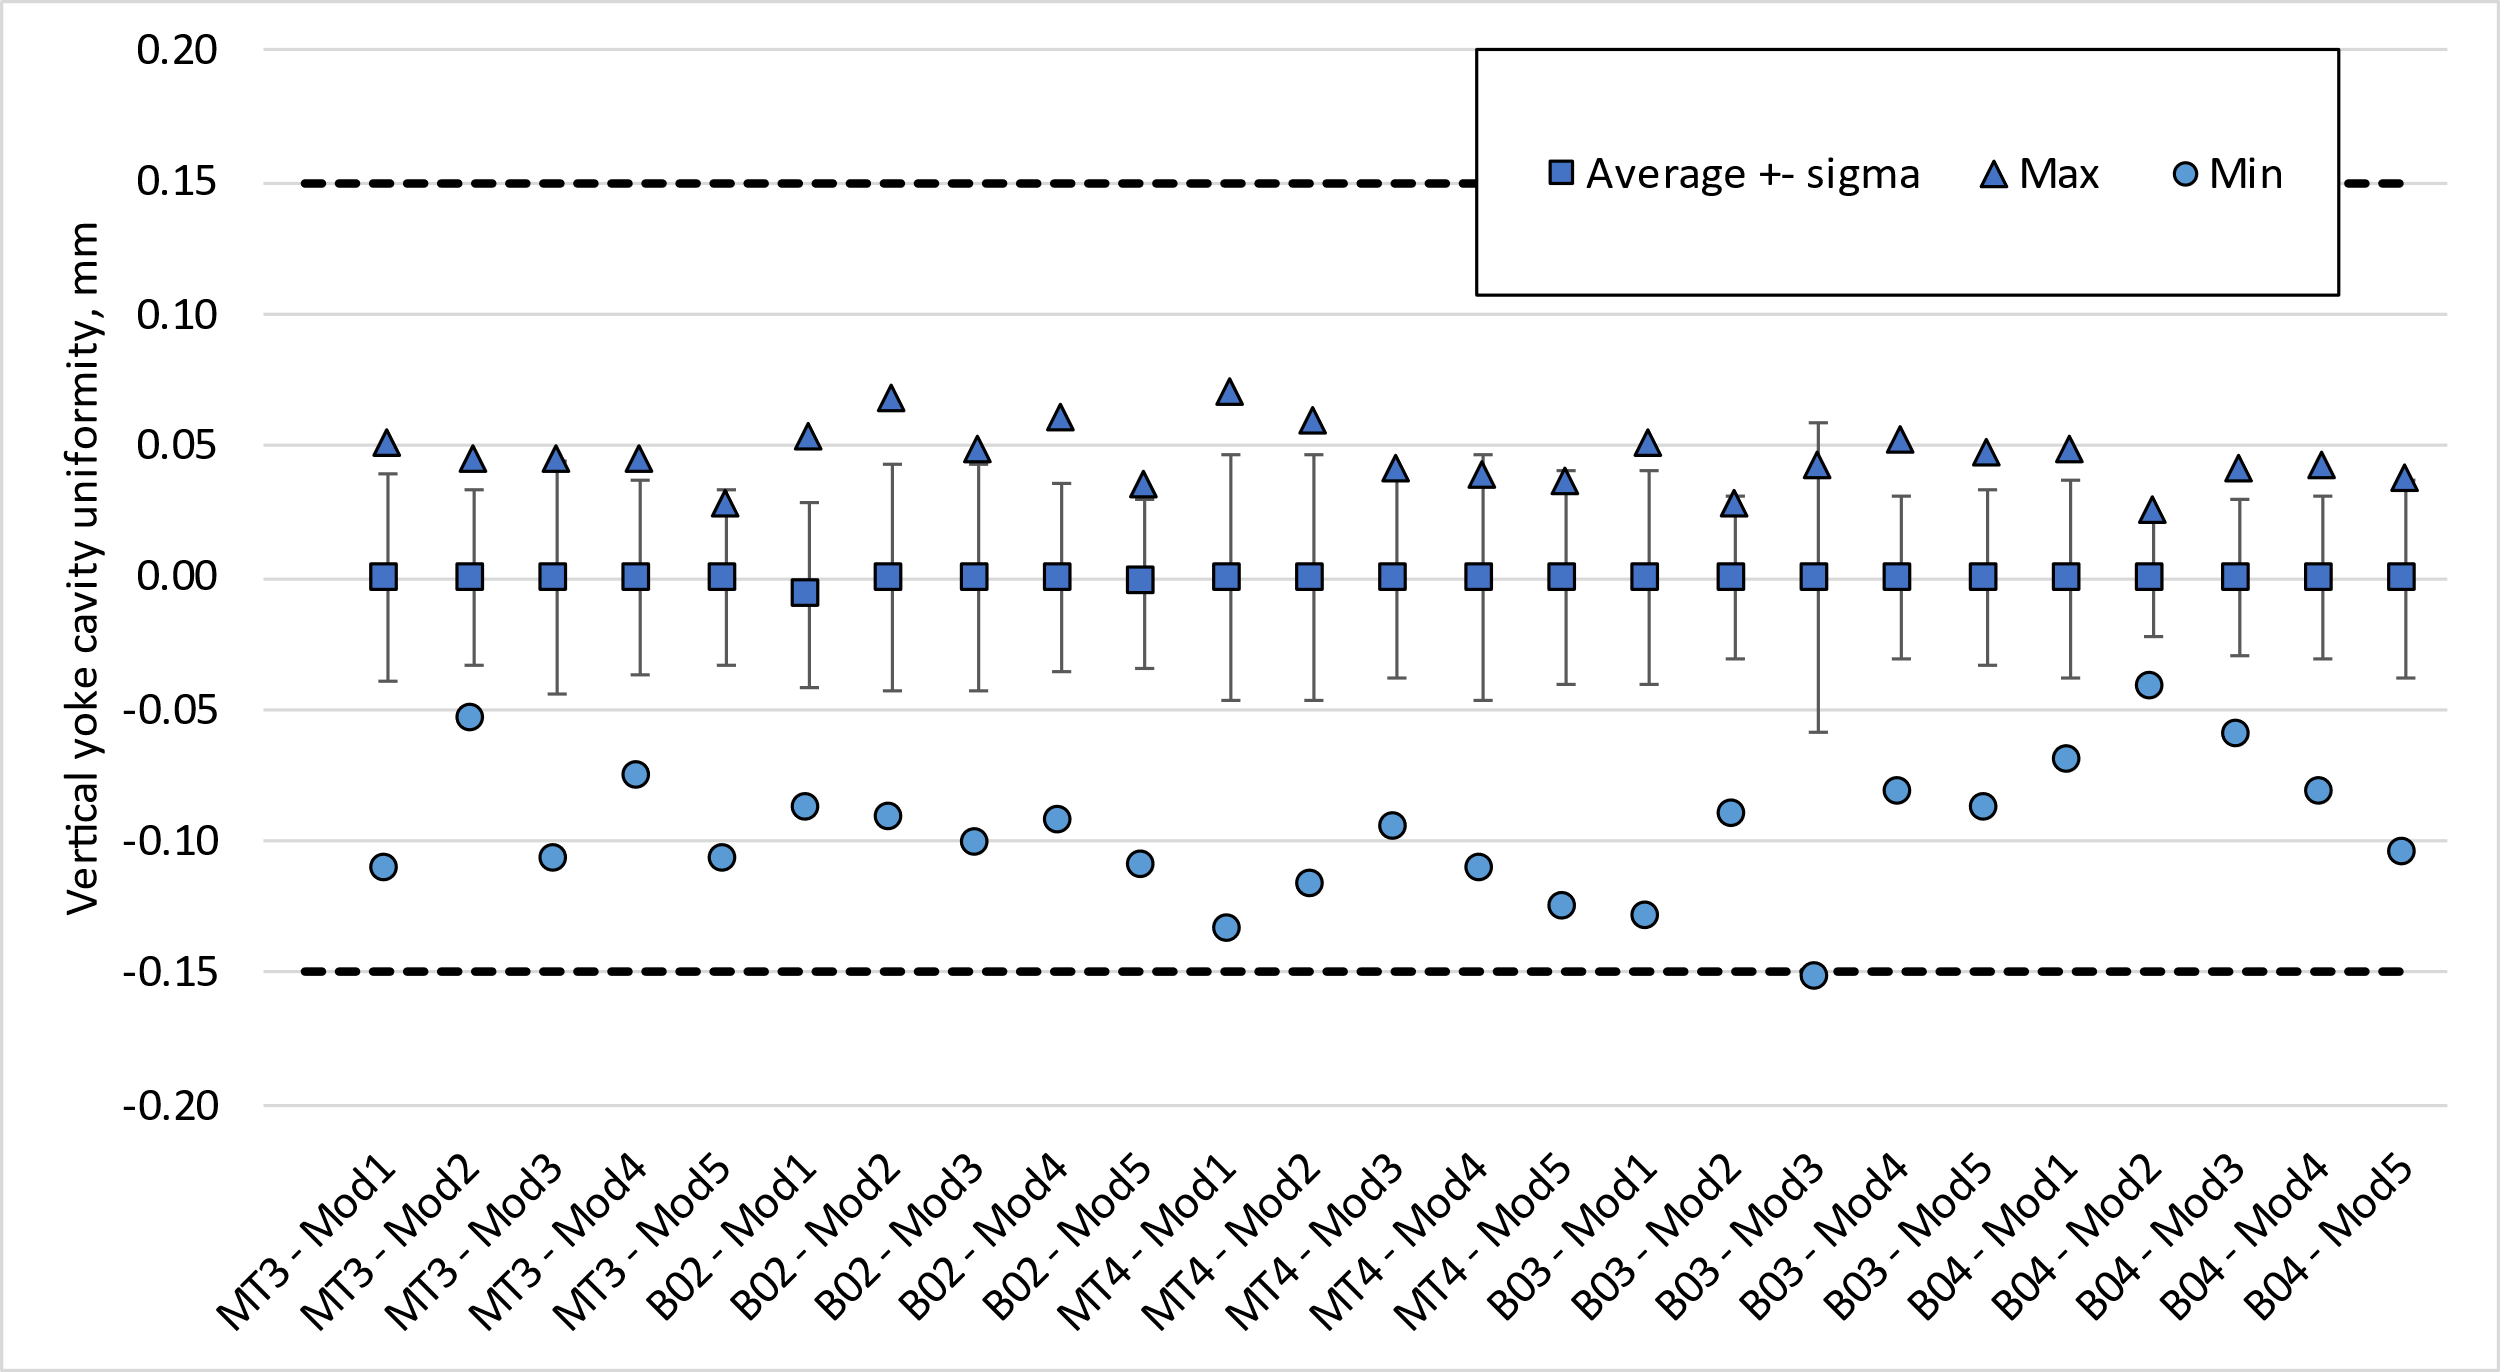 0.20
0.15
0.10
0.05
0.00
-0.05
-0.10
-0.15
-0.20
Vertical yoke cavity uniformity, mm
Average +- sigma
Max
Min
MT3 - Mod1
MT3 - Mod2
MT3 - Mod3
MT3 - Mod4
MT3 - Mod5
B02 - Mod1
B02 - Mod2
B02 - Mod3
B02 - Mod4
B02 - Mod5
MT4 - Mod1
MT4 - Mod2
MT4 - Mod3
MT4 - Mod4
MT4 - Mod5
B03 - Mod1
B03 - Mod2
B03 - Mod3
B03 - Mod4
B03 - Mod5
B04 - Mod1
B04 - Mod2
B04 - Mod3
B04 - Mod4
B04 - Mod5